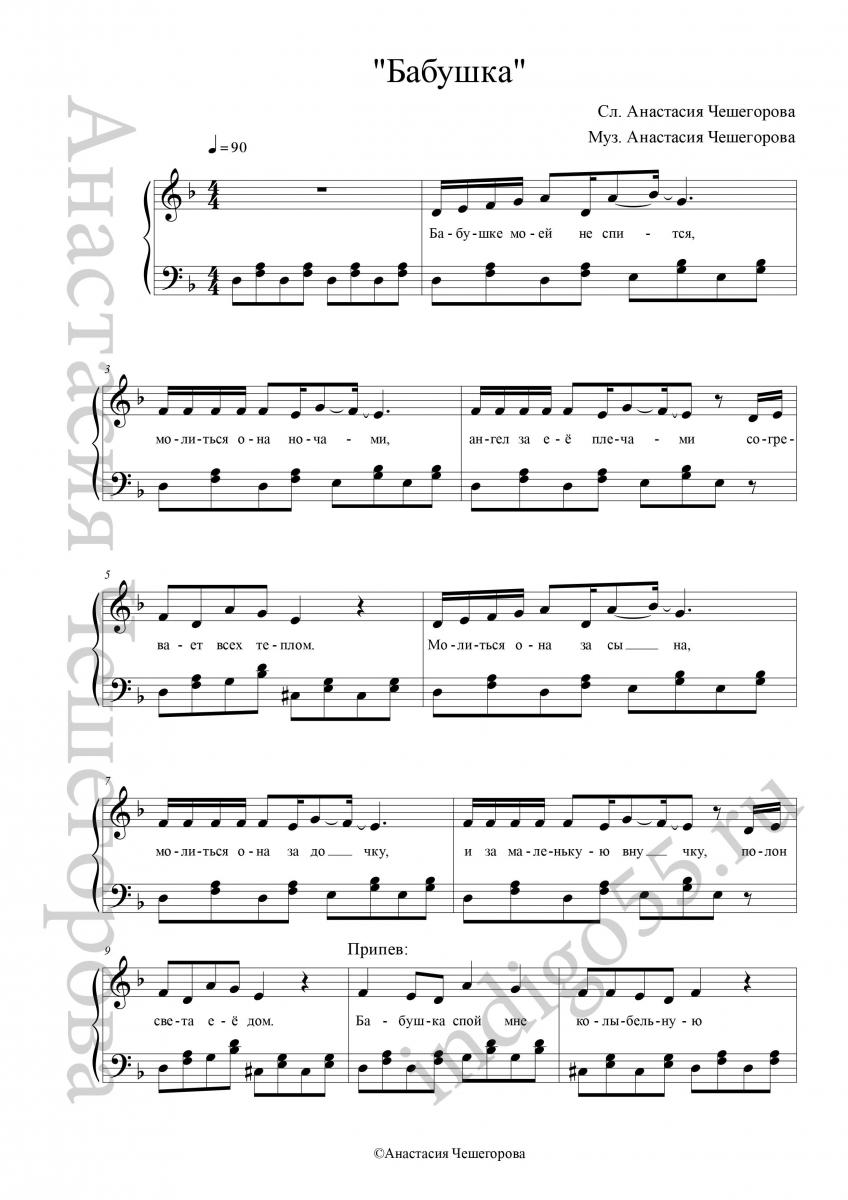 "Бабушка"
Сл. Анастасия Чешегорова
Муз. Анастасия Чешегорова
= 90
Ба-бу-шке мо-ей не спи-тся,
3
мо-ли-ться о-на но-ча-ми, ан-гел за е-ё пле-ча-ми со-гре-
5
ва-ет всех те-плом. Мо-ли-ться о-на за сы на,
7
мо-ли-ться о-на за до чку, и за ма-лень-ку-ю вну чку, по-лон
9
Припев:
све-та е-ё дом. Ба-бу-шка спой мне ко-лы-бель-ну-ю
©Анастасия Чешегорова
Анастасия Чешегорова
indigo55.ru